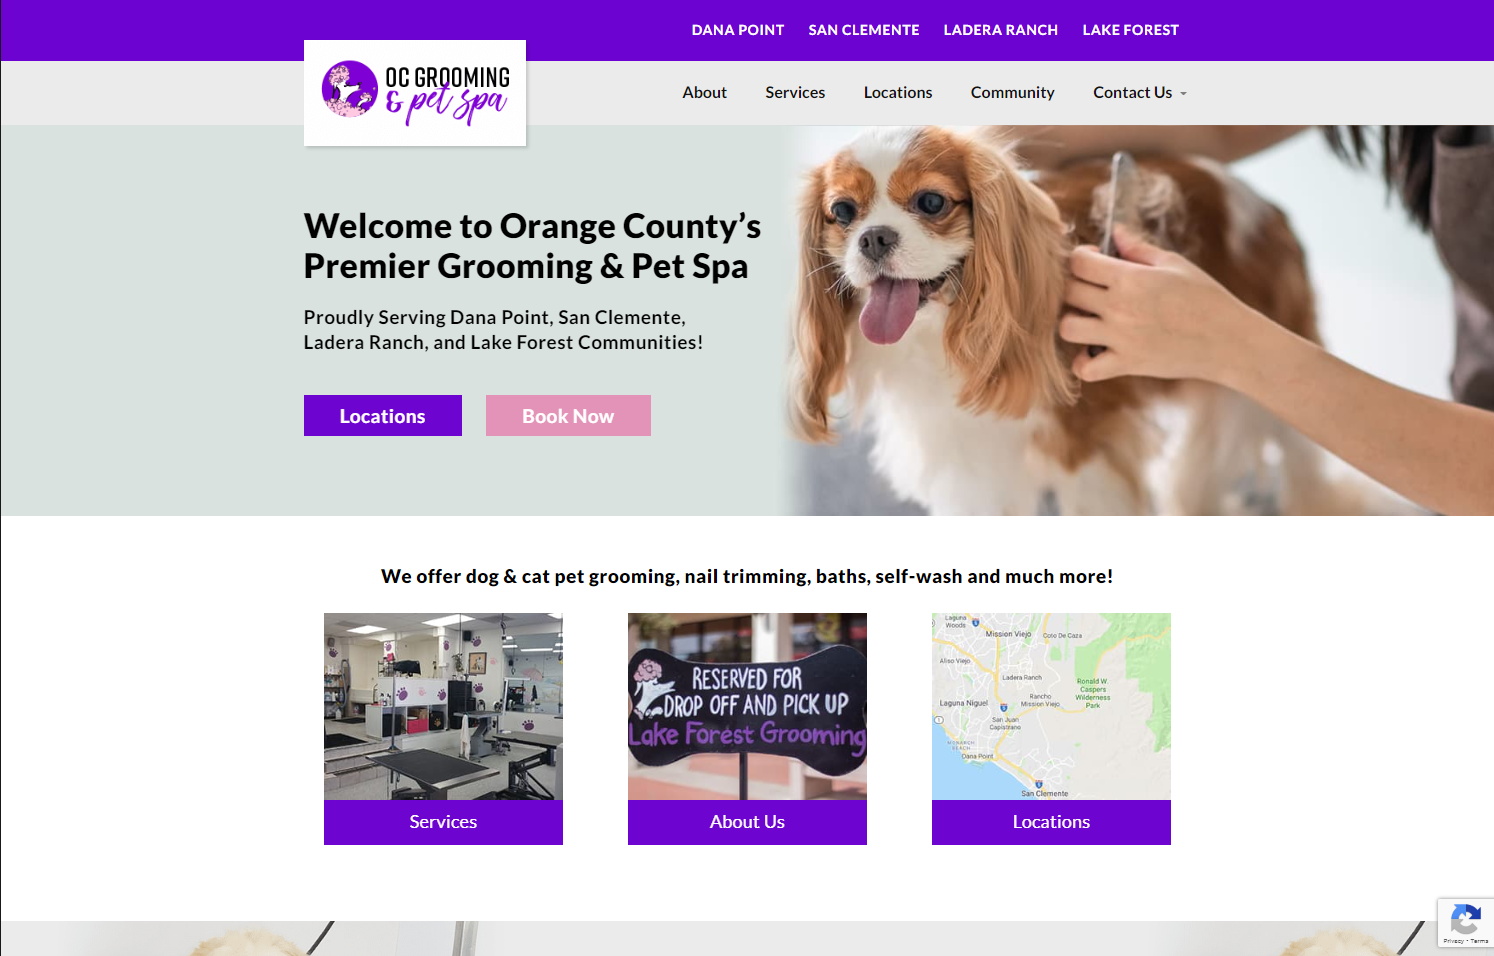 DANA POINT SAN CLEMENTE LADERA RANCH LAKE FOREST
OC GROOMING
& pet spa
About Services Locations Community Contact Us
Welcome to Orange County’s
Premier Grooming & Pet Spa
Proudly Serving Dana Point, San Clemente,
Ladera Ranch, and Lake Forest Communities!
Locations Book Now
We offer dog & cat pet grooming, nail trimming, baths, self-wash and much more!
RESERVED FOR
DROP OFF AND PICK UP
Lake Forest Grooming
Laguna
Woods
5
Mission Viejo
Coto De Caza
Aliso Viejo
Ladera Ranch
Ronald W.
Caspers
Wilderness
Park
Rancho
Mission Viejo
Laguna Niguel
5
1
San Juan
Capistrano
MONARCH
BEACH
Dana Point
5
San Clemente
Services
About Us
Locations
Privacy - Terms